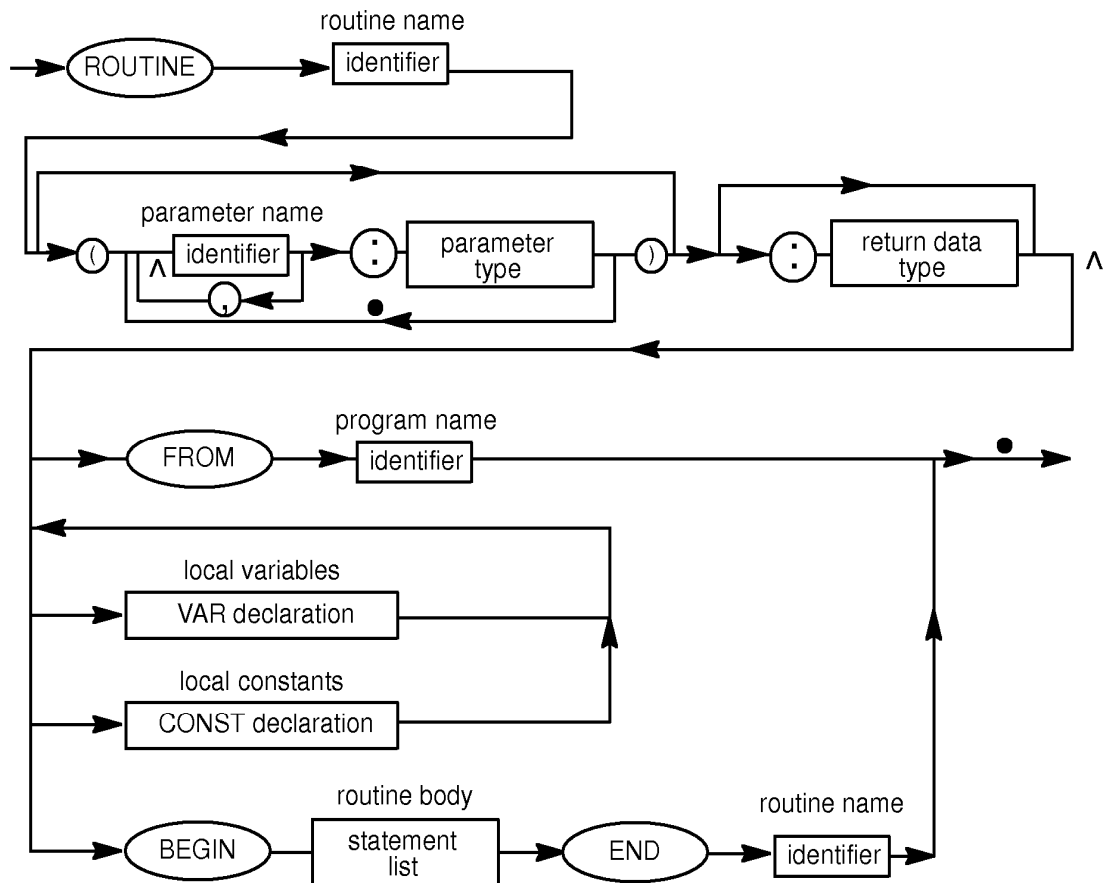 routine name
ROUTINE
identifier
parameter name
( ^ identifier : parameter type ) : return data type ^
,
program name
FROM
identifier
local variables
VAR declaration
local constants
CONST declaration
routine body
routine name
BEGIN
statement
list
END
identifier